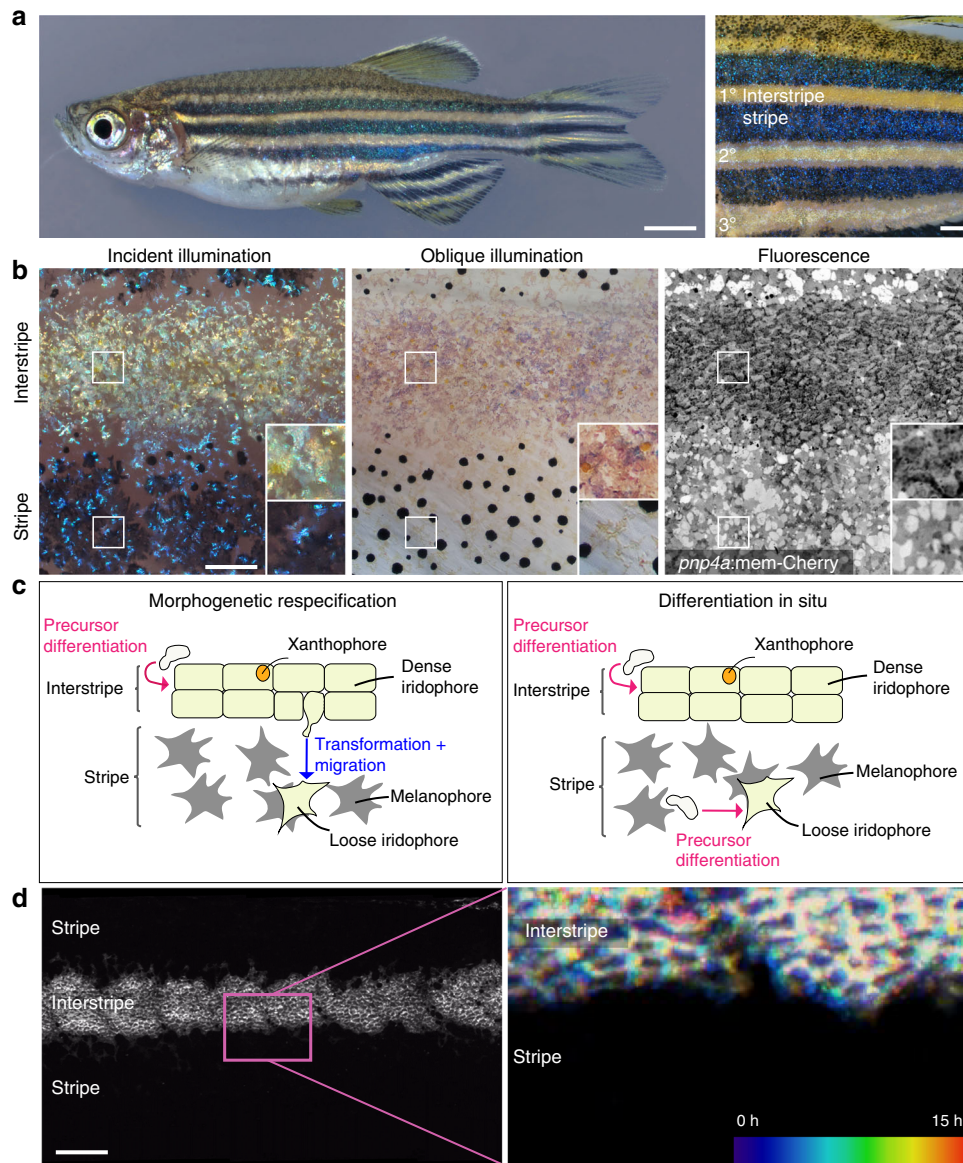 a
1° Interstripe
stripe
2°
3°
b
Incident illumination
Oblique illumination
Fluorescence
Interstripe
Stripe
pnp4a:mem-Cherry
c
Morphogenetic respecification
Precursor
differentiation
Xanthophore
Interstripe
Dense
iridophore
Transformation +
migration
Stripe
Melanophore
Loose iridophore
Differentiation in situ
Precursor
differentiation
Xanthophore
Interstripe
Dense
iridophore
Stripe
Melanophore
Loose iridophore
Precursor
differentiation
d
Stripe
Interstripe
Stripe
Interstripe
Stripe
0 h
15 h